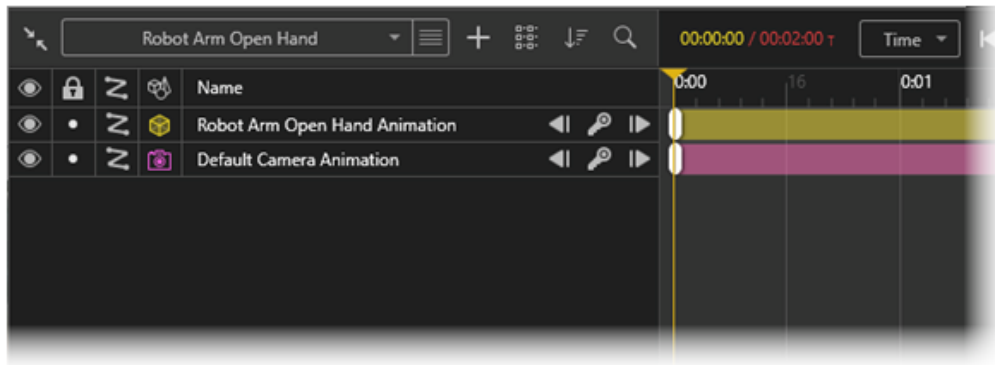 Robot Arm Open Hand 00:00:00 / 00:02:00 T Time
Name 0:00 16 0:01
Robot Arm Open Hand Animation
Default Camera Animation